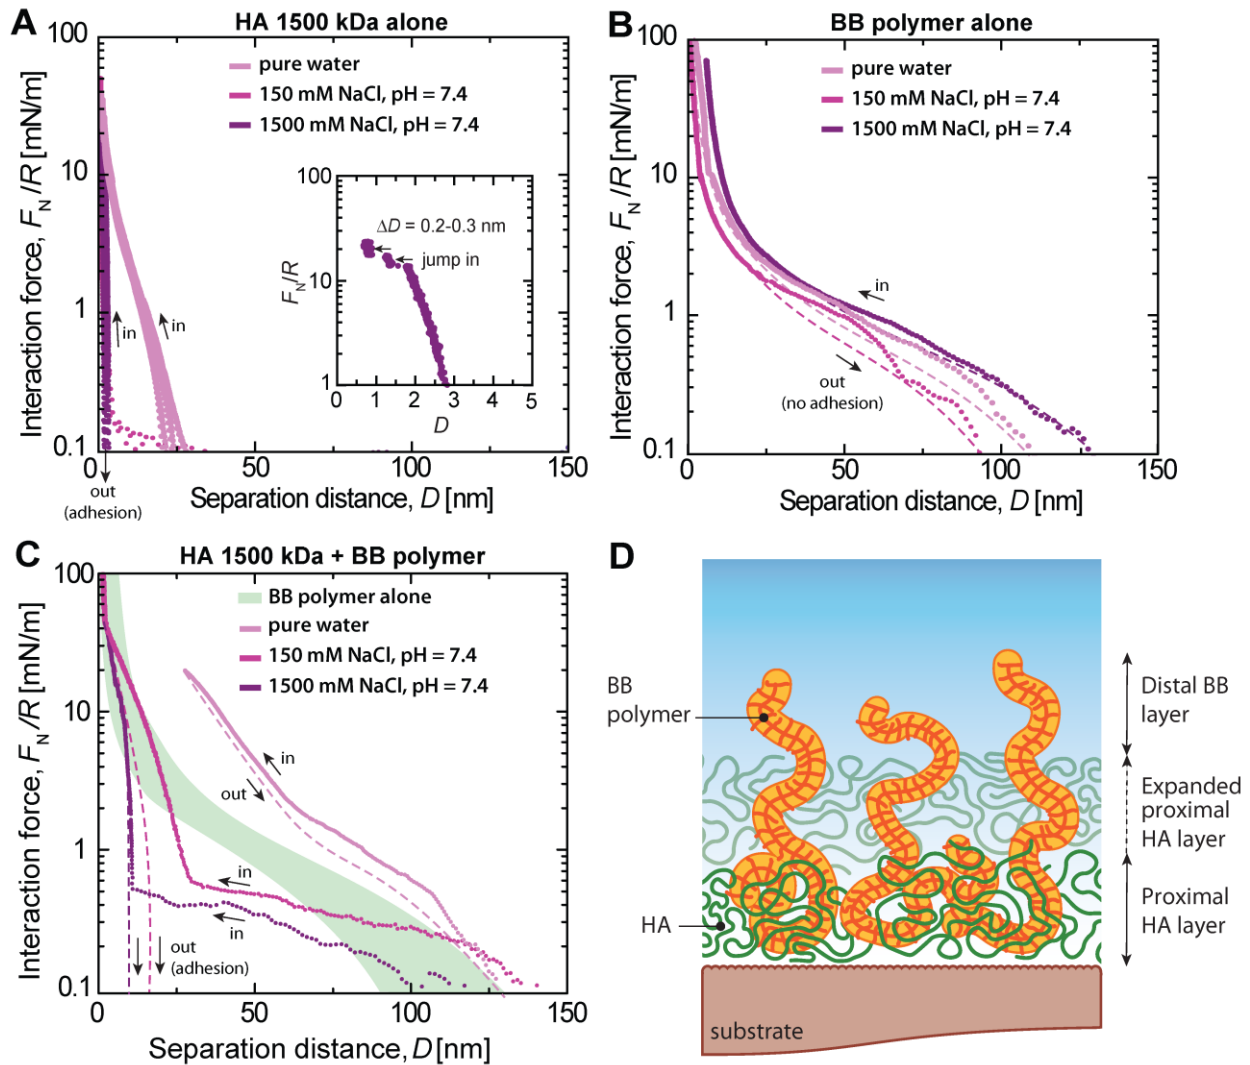 A
HA 1500 kDa alone
pure water
150 mM NaCl, pH = 7.4
1500 mM NaCl, pH = 7.4
Interaction force, F_N/R [mN/m]
100
10
1
0.1
in
in
100
10
1
F_N/R
ΔD = 0.2-0.3 nm
jump in
0 1 2 3 4 5
D
0 50 100 150
out
(adhesion)
Separation distance, D [nm]
B
BB polymer alone
pure water
150 mM NaCl, pH = 7.4
1500 mM NaCl, pH = 7.4
Interaction force, F_N/R [mN/m]
100
10
1
0.1
in
out
(no adhesion)
0 50 100 150
Separation distance, D [nm]
C
HA 1500 kDa + BB polymer
BB polymer alone
pure water
150 mM NaCl, pH = 7.4
1500 mM NaCl, pH = 7.4
Interaction force, F_N/R [mN/m]
100
10
1
0.1
in
out
in
in
out
(adhesion)
0 50 100 150
Separation distance, D [nm]
D
BB
polymer
HA
substrate
Distal BB
layer
Expanded
proximal
HA layer
Proximal
HA layer